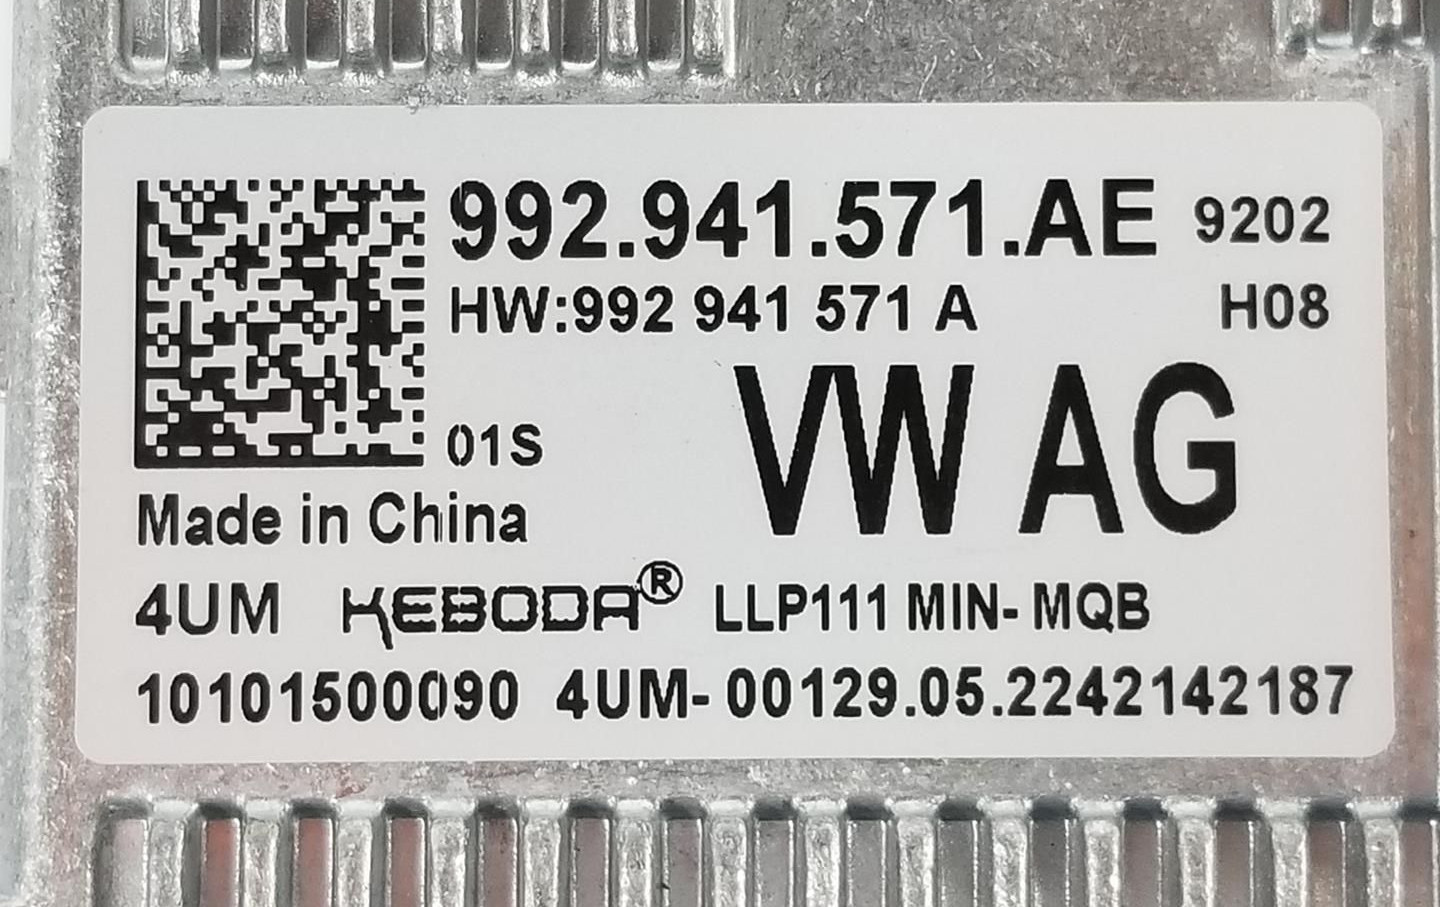 992.941.571.AE 9202
HW:992 941 571 A H08
01S VW AG
Made in China
4UM KEBODA® LLP111 MIN- MQB
10101500090 4UM- 00129.05.2242142187